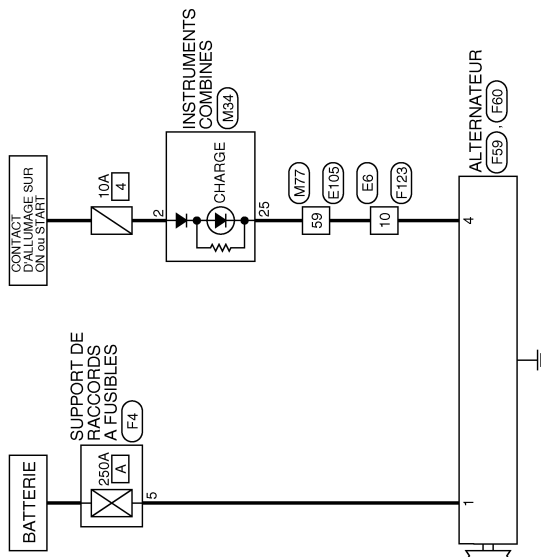 BATTERIE
SUPPORT DE
RACCORDS
A FUSIBLES
F4
250A
A
5
1
CONTACT
D'ALLUMAGE SUR
ON ou START
10A
4
2
INSTRUMENTS
COMBINES
M34
CHARGE
25
M77
59
E105
E6
10
F123
4
ALTERNATEUR
F59 , F60